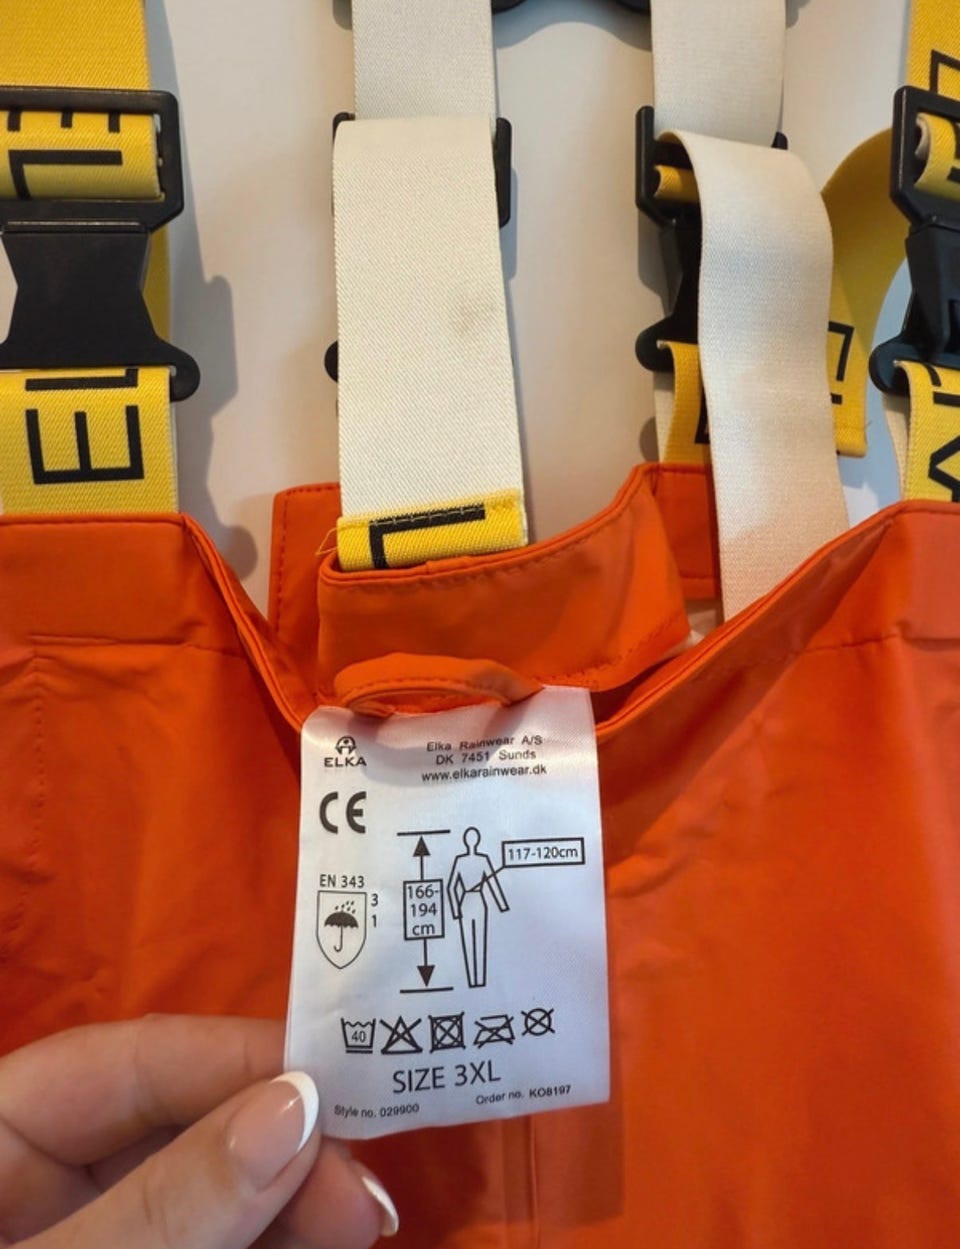 EL
L
ELKA
Elka Rainwear A/S
DK 7451 Sunds
www.elkarainwear.dk
CE
117-120cm
EN 343
3
1
166-
194
cm
40
SIZE 3XL
Style no. 029900
Order no. KO8197